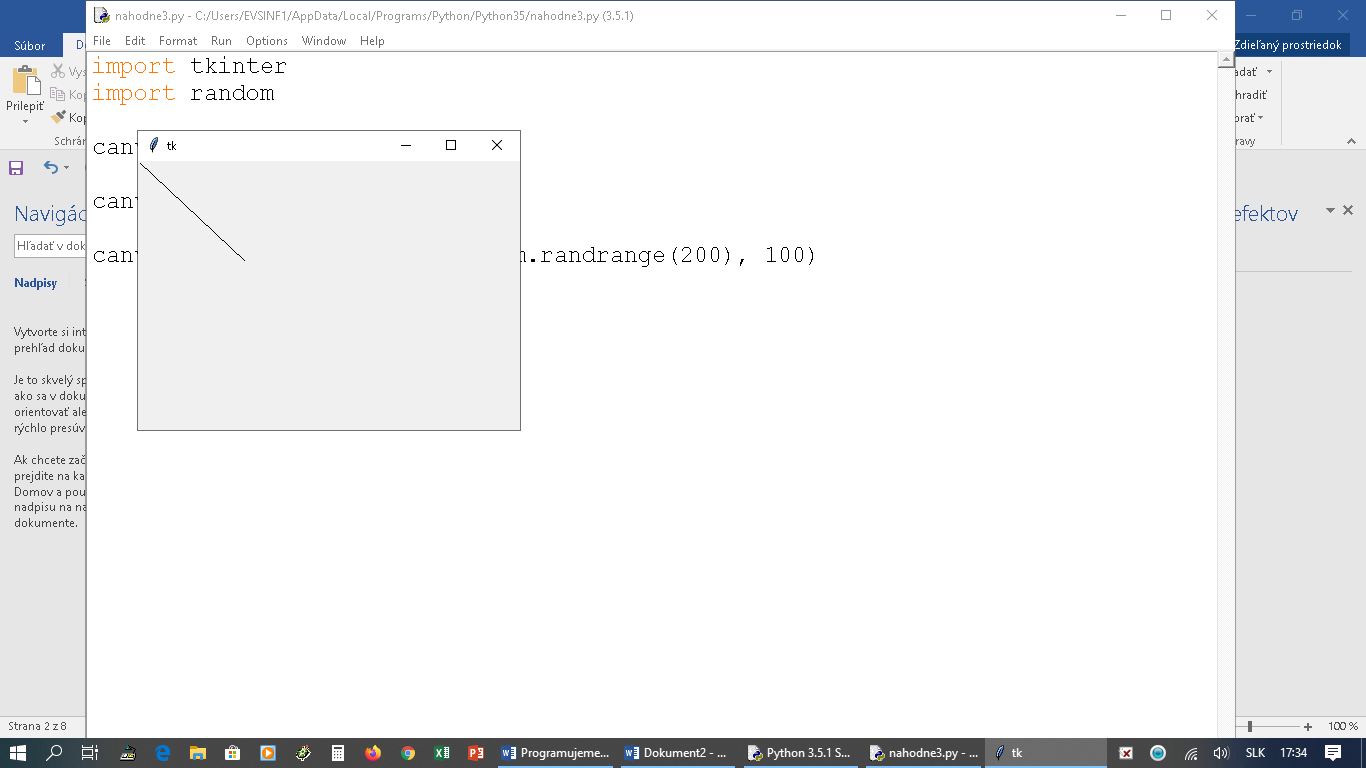 nahodne3.py - C:/Users/EVSINF1/AppData/Local/Programs/Python/Python35/nahodne3.py (3.5.1)
File Edit Format Run Options Window Help
Súbor
Zdieľaný prostriedok
Prilepiť
import tkinter
import random
tk
.randrange(200), 100)
Navigác
efektov
Hľadať v dok
Nadpisy
Vytvorte si int
prehľad doku
Je to skvelý sp
ako sa v doku
orientovať ale
rýchlo presúv
Ak chcete zač
prejdite na ka
Domov a pou
nadpisu na na
dokumente.
Strana 2 z 8
100 %
Programujeme...
Dokument2 - ...
Python 3.5.1 S...
nahodne3.py - ...
tk
SLK
17:34